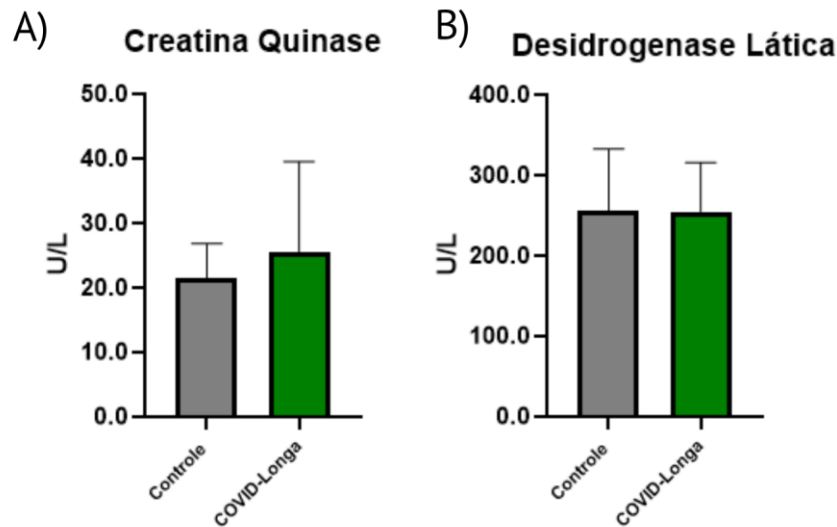 A)
Creatina Quinase
50.0
40.0
30.0
20.0
10.0
0.0
U/L
Controle
COVID-Longa
B)
Desidrogenase Lática
400.0
300.0
200.0
100.0
0.0
U/L
Controle
COVID-Longa